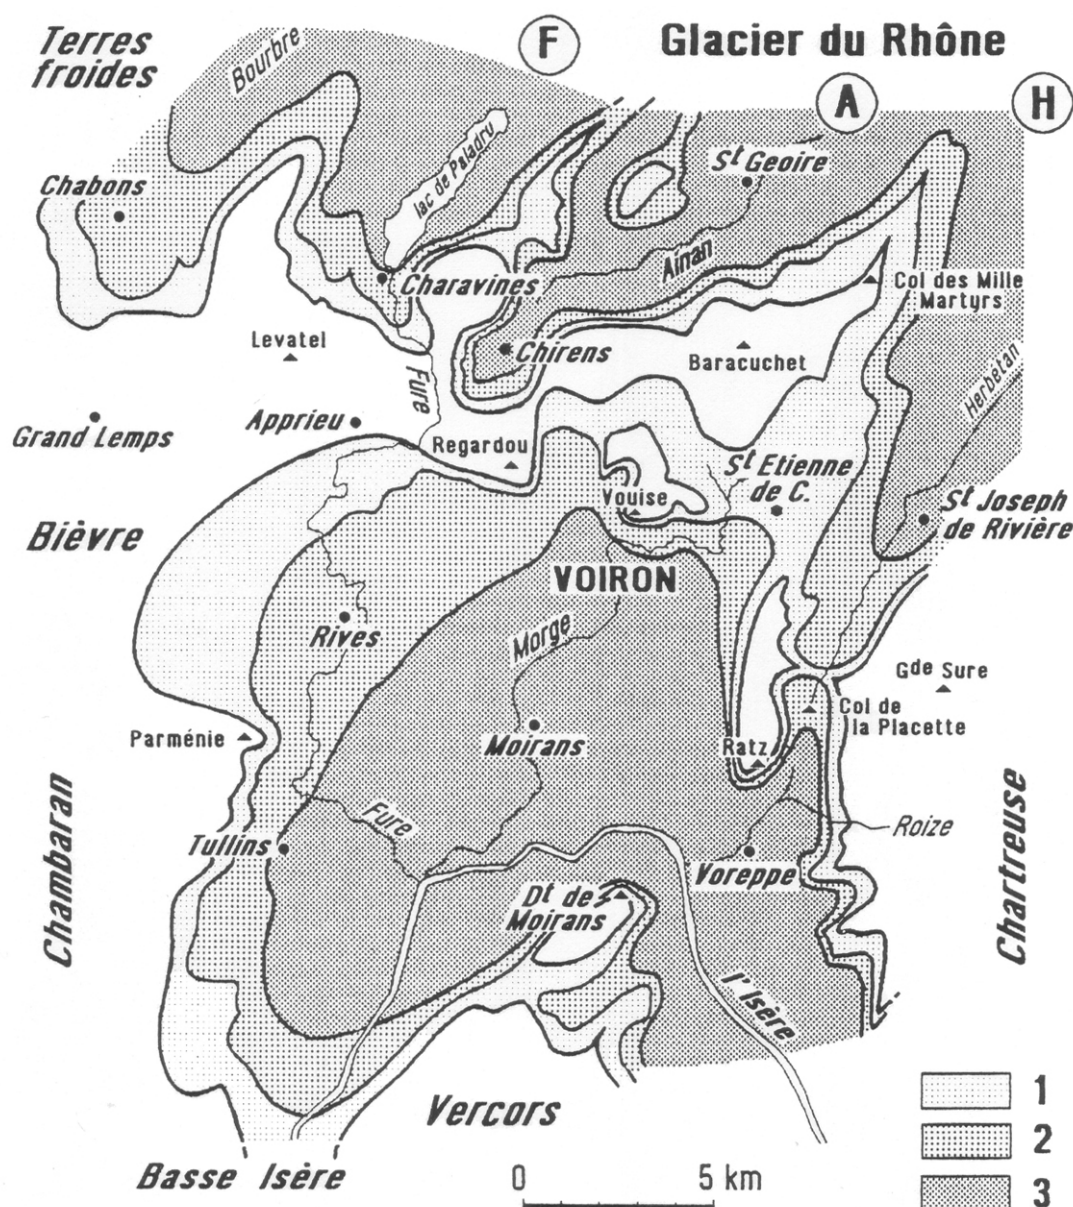 Terres
froides
F
Glacier du Rhône
A
H
Bourbre
lac de Paladru
St Geoire
Chabons
Ainan
Charavines
Col des Mille
Martyrs
Levatel
Chirens
Baracuchet
Fure
Herbetan
Grand Lemps
Apprieu
Regardou
St Etienne
de C.
Vouise
St Joseph
de Rivière
Bièvre
VOIRON
Rives
Morge
Gde Sure
Parménie
Moirans
Ratz
Col de
la Placette
Chambaran
Fure
Tullins
Roize
Voreppe
Chartreuse
Dt de
Moirans
l'Isère
Vercors
Basse Isère
0 5 km
1
2
3